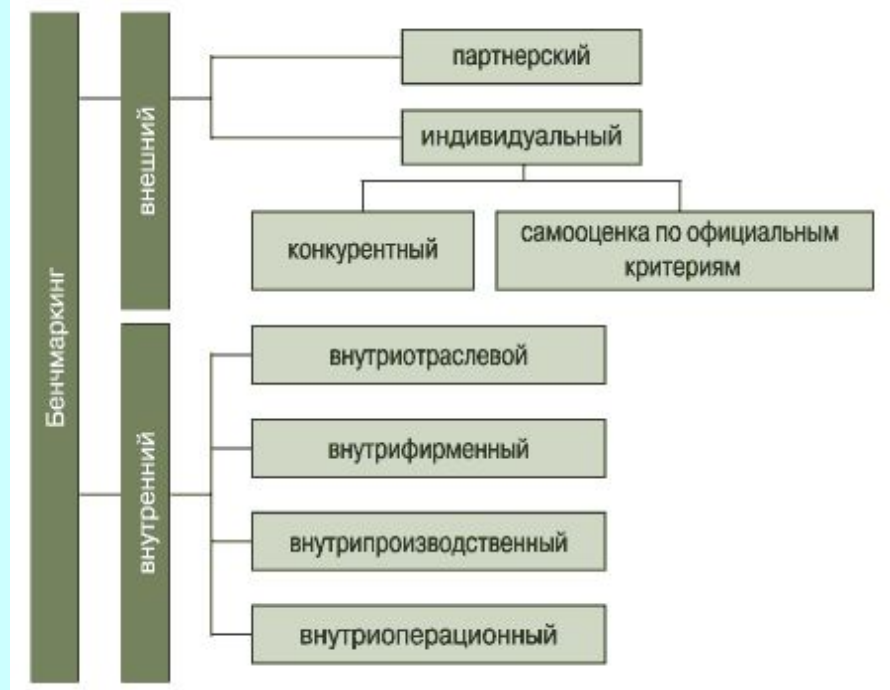 Бенчмаркинг
внешний
партнерский
индивидуальный
конкурентный
самооценка по официальным
критериям
внутренний
внутриотраслевой
внутрифирменный
внутрипроизводственный
внутриоперационный